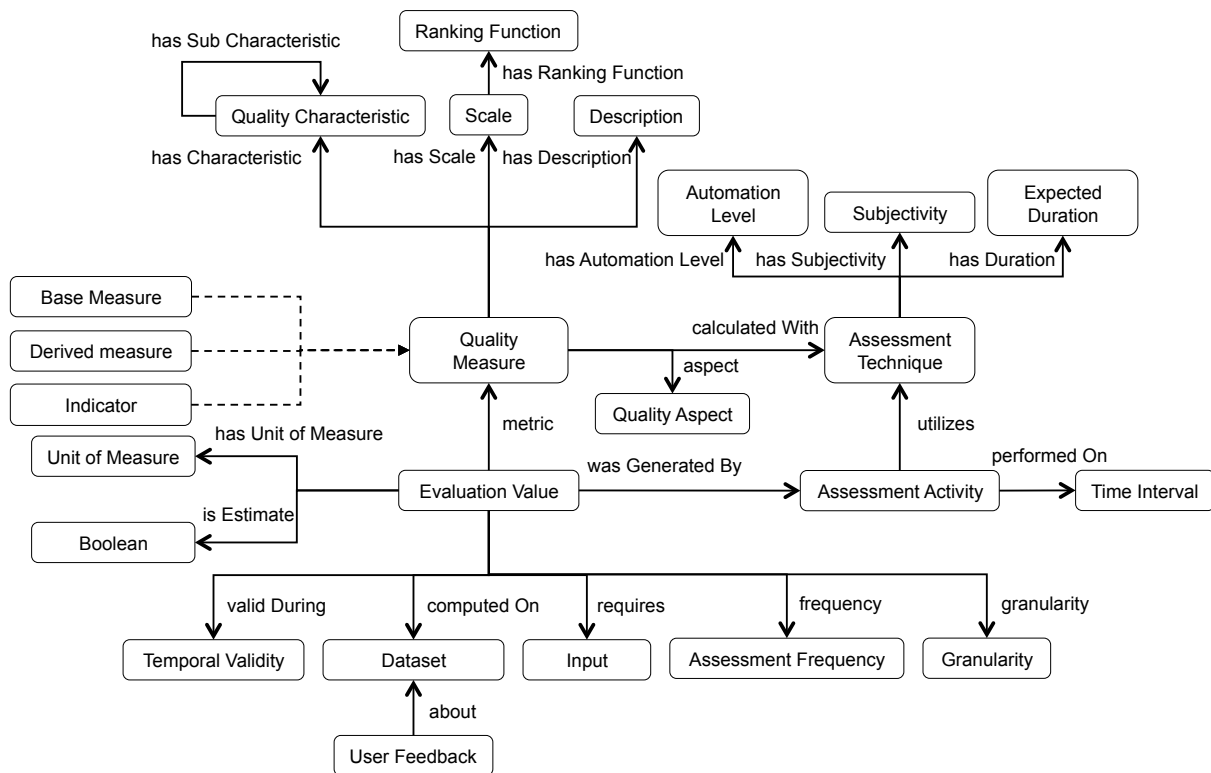 Ranking Function
has Sub Characteristic
has Ranking Function
Quality Characteristic
Scale
Description
has Characteristic
has Scale
has Description
Automation
Level
Subjectivity
Expected
Duration
has Automation Level
has Subjectivity
has Duration
Base Measure
Derived measure
Indicator
Quality
Measure
calculated With
Assessment
Technique
aspect
Quality Aspect
metric
utilizes
has Unit of Measure
Unit of Measure
was Generated By
performed On
Evaluation Value
Assessment Activity
Time Interval
is Estimate
Boolean
valid During
computed On
requires
frequency
granularity
Temporal Validity
Dataset
Input
Assessment Frequency
Granularity
about
User Feedback